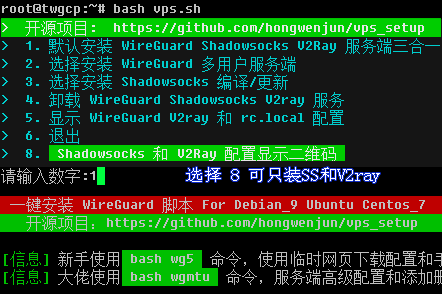 root@twgcp:~# bash vps.sh
> 开源项目: https://github.com/hongwenjun/vps_setup
> 1. 默认安装 WireGuard Shadowsocks V2Ray 服务端三合一
> 2. 选择安装 WireGuard 多用户服务端
> 3. 选择安装 Shadowsocks 编译/更新
> 4. 卸载 WireGuard Shadowsocks V2ray 服务
> 5. 显示 WireGuard V2ray 和 rc.local 配置
> 6. 退出
> 8. Shadowsocks 和 V2Ray 配置显示二维码
请输入数字:1 选择 8 可只装SS和V2ray
一键安装 WireGuard 脚本 For Debian_9 Ubuntu Centos_7
开源项目: https://github.com/hongwenjun/vps_setup
[信息] 新手使用 bash wg5 命令, 使用临时网页下载配置和手
[信息] 大佬使用 bash wgmtu 命令, 服务端高级配置和添加删